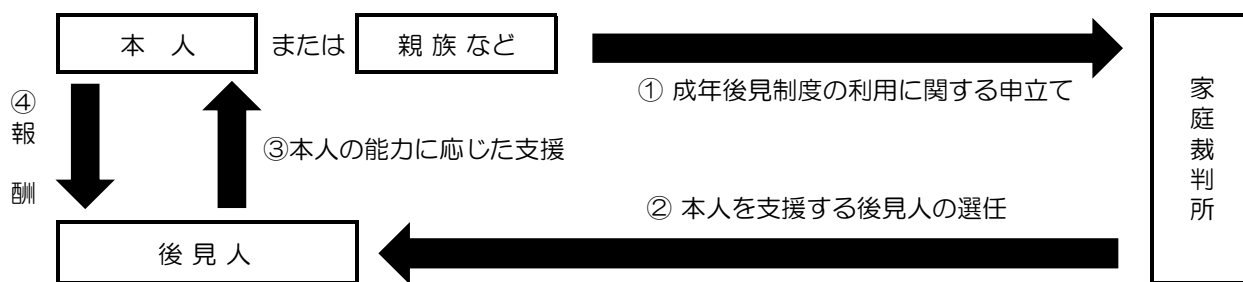 本 人 または 親 族 など
① 成年後見制度の利用に関する申立て
家庭裁判所
④報 酬
③本人の能力に応じた支援
② 本人を支援する後見人の選任
後 見 人